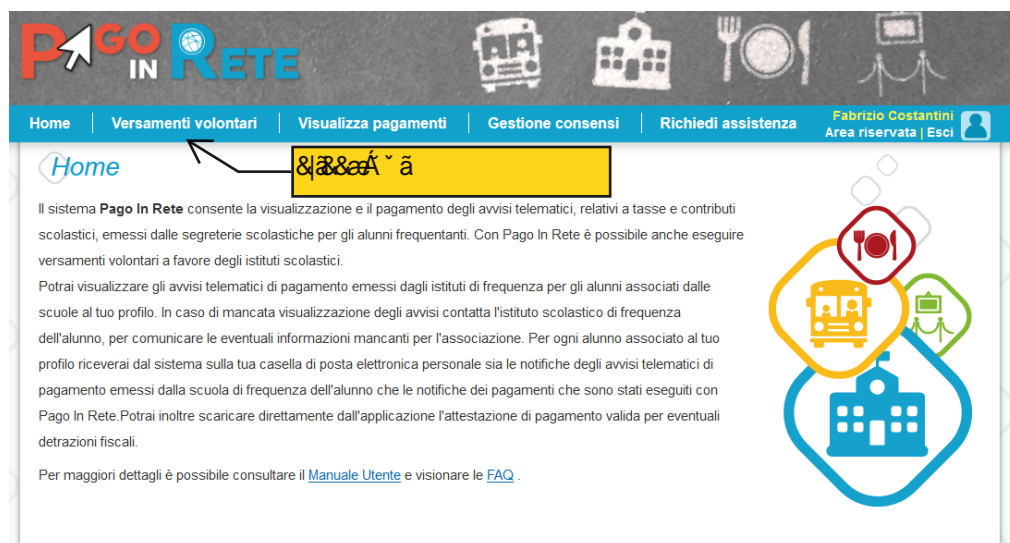 PAGO IN RETE
Home | Versamenti volontari | Visualizza pagamenti | Gestione consensi | Richiedi assistenza
Fabrizio Costantini
Area riservata | Esci
Home
Il sistema Pago In Rete consente la visualizzazione e il pagamento degli avvisi telematici, relativi a tasse e contributi
scolastici, emessi dalle segreterie scolastiche per gli alunni frequentanti. Con Pago In Rete è possibile anche eseguire
versamenti volontari a favore degli istituti scolastici.
Potrai visualizzare gli avvisi telematici di pagamento emessi dagli istituti di frequenza per gli alunni associati dalle
scuole al tuo profilo. In caso di mancata visualizzazione degli avvisi contatta l'istituto scolastico di frequenza
dell'alunno, per comunicare le eventuali informazioni mancanti per l'associazione. Per ogni alunno associato al tuo
profilo riceverai dal sistema sulla tua casella di posta elettronica personale sia le notifiche degli avvisi telematici di
pagamento emessi dalla scuola di frequenza dell'alunno che le notifiche dei pagamenti che sono stati eseguiti con
Pago In Rete.Potrai inoltre scaricare direttamente dall'applicazione l'attestazione di pagamento valida per eventuali
detrazioni fiscali.
Per maggiori dettagli è possibile consultare il Manuale Utente e visionare le FAQ .